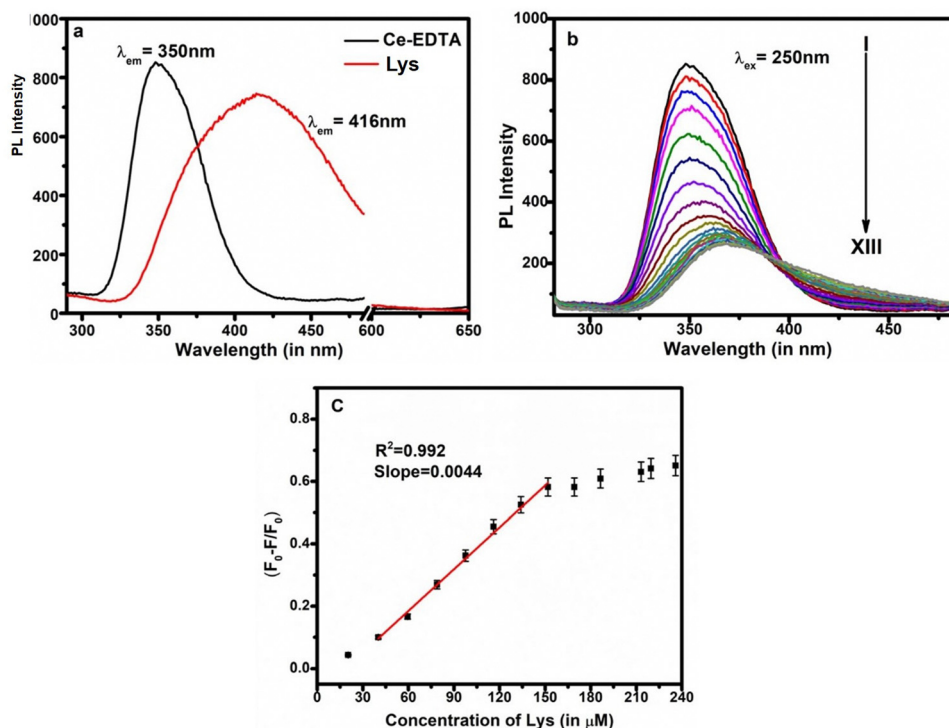 a
λem= 350nm
Ce-EDTA
Lys
λem= 416nm
PL Intensity
1000
800
600
400
200
0
300 350 400 450 600 650
Wavelength (in nm)
b
λex= 250nm
I
XIII
PL Intensity
1000
800
600
400
200
300 350 400 450
Wavelength (in nm)
C
R²=0.992
Slope=0.0044
(F0-F/F0)
0.8
0.6
0.4
0.2
0.0
0 30 60 90 120 150 180 210 240
Concentration of Lys (in μM)